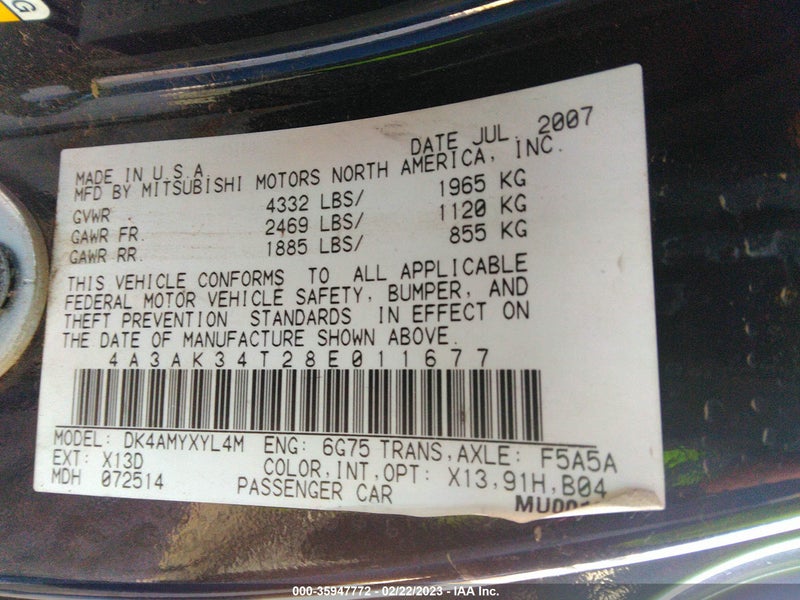 G
DATE JUL. 2007
MADE IN U.S.A.
MFD BY MITSUBISHI MOTORS NORTH AMERICA, INC.
GVWR . 4332 LBS/ 1965 KG
GAWR FR. 2469 LBS/ 1120 KG
GAWR RR. 1885 LBS/ 855 KG
THIS VEHICLE CONFORMS TO ALL APPLICABLE
FEDERAL MOTOR VEHICLE SAFETY, BUMPER, AND
THEFT PREVENTION STANDARDS IN EFFECT ON
THE DATE OF MANUFACTURE SHOWN ABOVE.
4A3AK34T28E011677
MODEL: DK4AMYXYL4M ENG: 6G75 TRANS,AXLE: F5A5A
EXT: X13D COLOR,INT,OPT: X13,91H,B04
MDH 072514 PASSENGER CAR
000-35947772 - 02/22/2023 - IAA Inc.